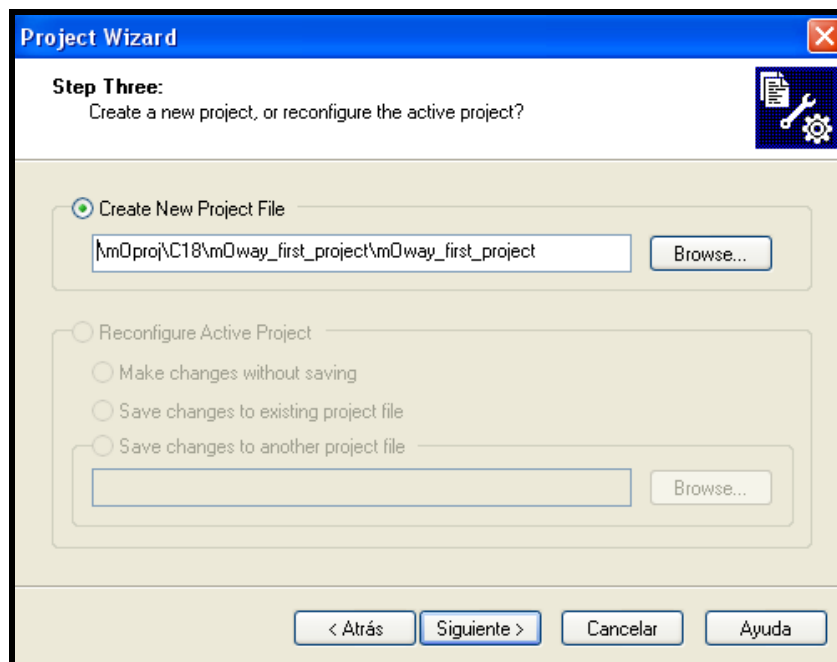 Project Wizard
Step Three:
Create a new project, or reconfigure the active project?
Create New Project File
\mOproj\C18\mOway_first_project\mOway_first_project
Browse...
Reconfigure Active Project
Make changes without saving
Save changes to existing project file
Save changes to another project file
Browse...
< Atrás
Siguiente >
Cancelar
Ayuda